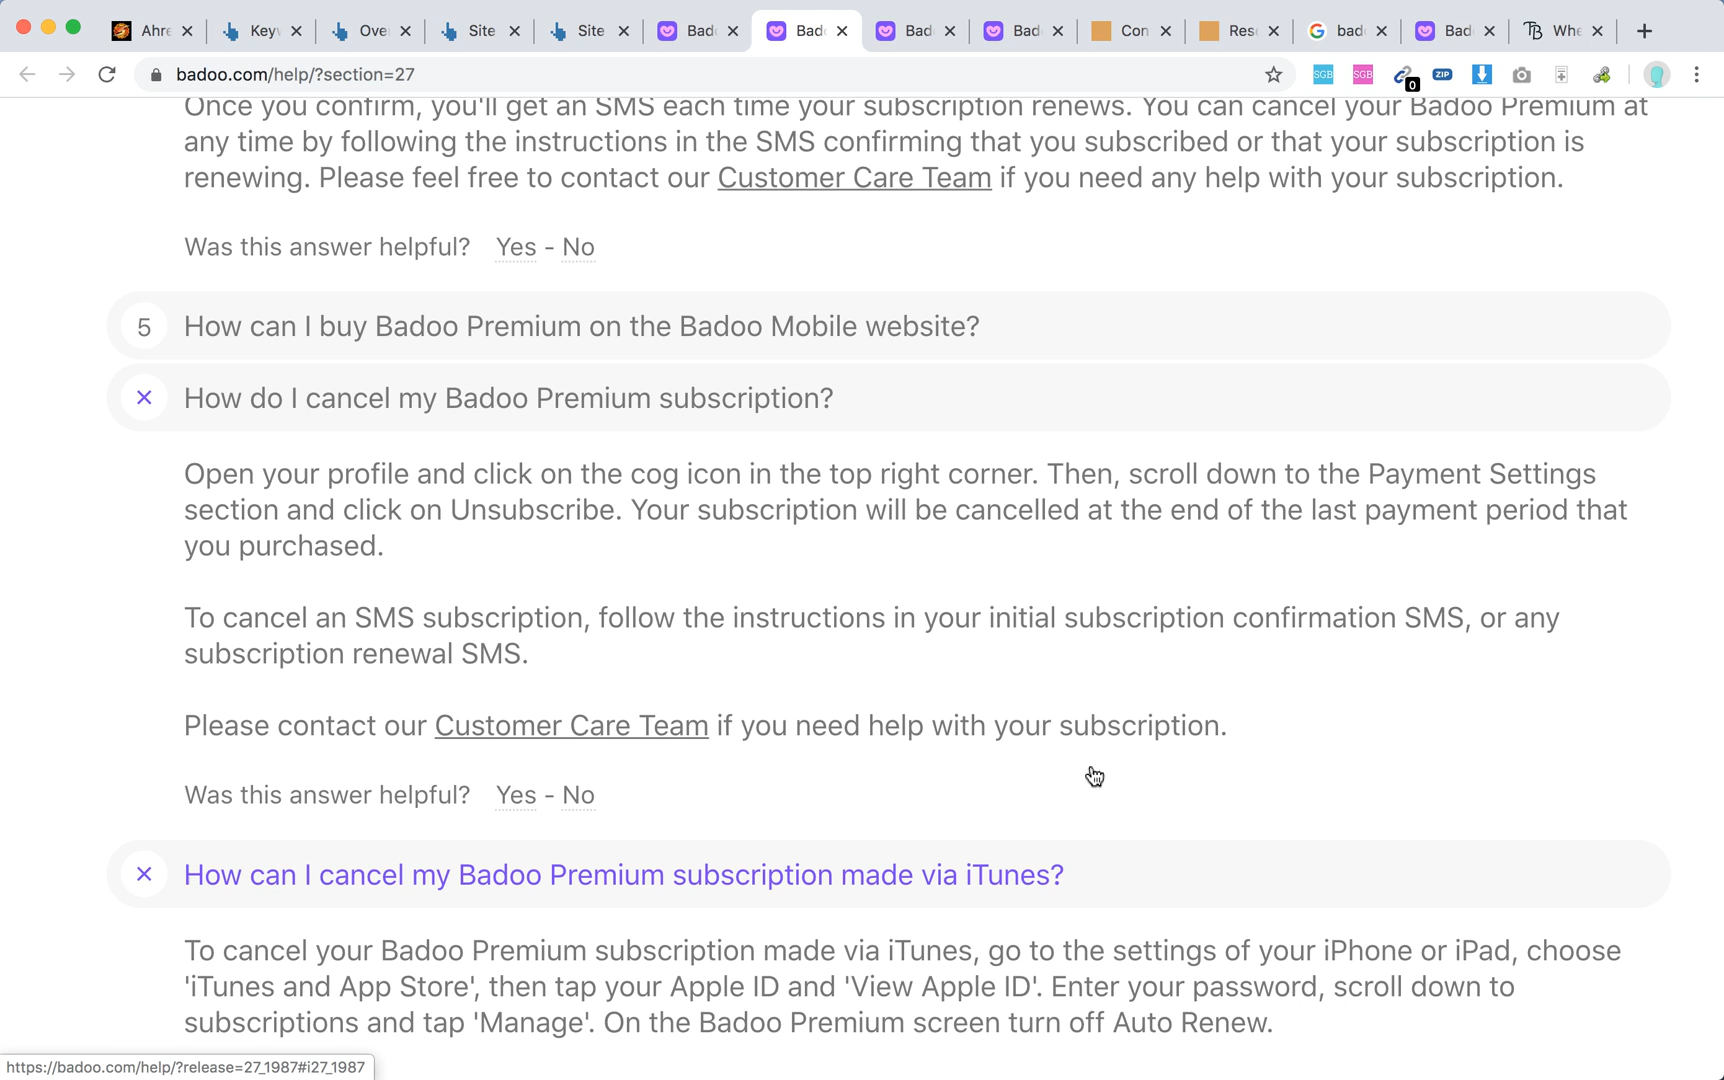 Ahre
Keyw
Ove
Site
Site
Bad
Bad
Bad
Bad
Con
Res
bad
Bad
Whe
badoo.com/help/?section=27
SGB
SGB
0
ZIP
Once you confirm, you'll get an SMS each time your subscription renews. You can cancel your Badoo Premium at
any time by following the instructions in the SMS confirming that you subscribed or that your subscription is
renewing. Please feel free to contact our Customer Care Team if you need any help with your subscription.
Was this answer helpful? Yes - No
5 How can I buy Badoo Premium on the Badoo Mobile website?
How do I cancel my Badoo Premium subscription?
Open your profile and click on the cog icon in the top right corner. Then, scroll down to the Payment Settings
section and click on Unsubscribe. Your subscription will be cancelled at the end of the last payment period that
you purchased.
To cancel an SMS subscription, follow the instructions in your initial subscription confirmation SMS, or any
subscription renewal SMS.
Please contact our Customer Care Team if you need help with your subscription.
Was this answer helpful? Yes - No
How can I cancel my Badoo Premium subscription made via iTunes?
To cancel your Badoo Premium subscription made via iTunes, go to the settings of your iPhone or iPad, choose
'iTunes and App Store', then tap your Apple ID and 'View Apple ID'. Enter your password, scroll down to
subscriptions and tap 'Manage'. On the Badoo Premium screen turn off Auto Renew.
https://badoo.com/help/?release=27_1987#i27_1987